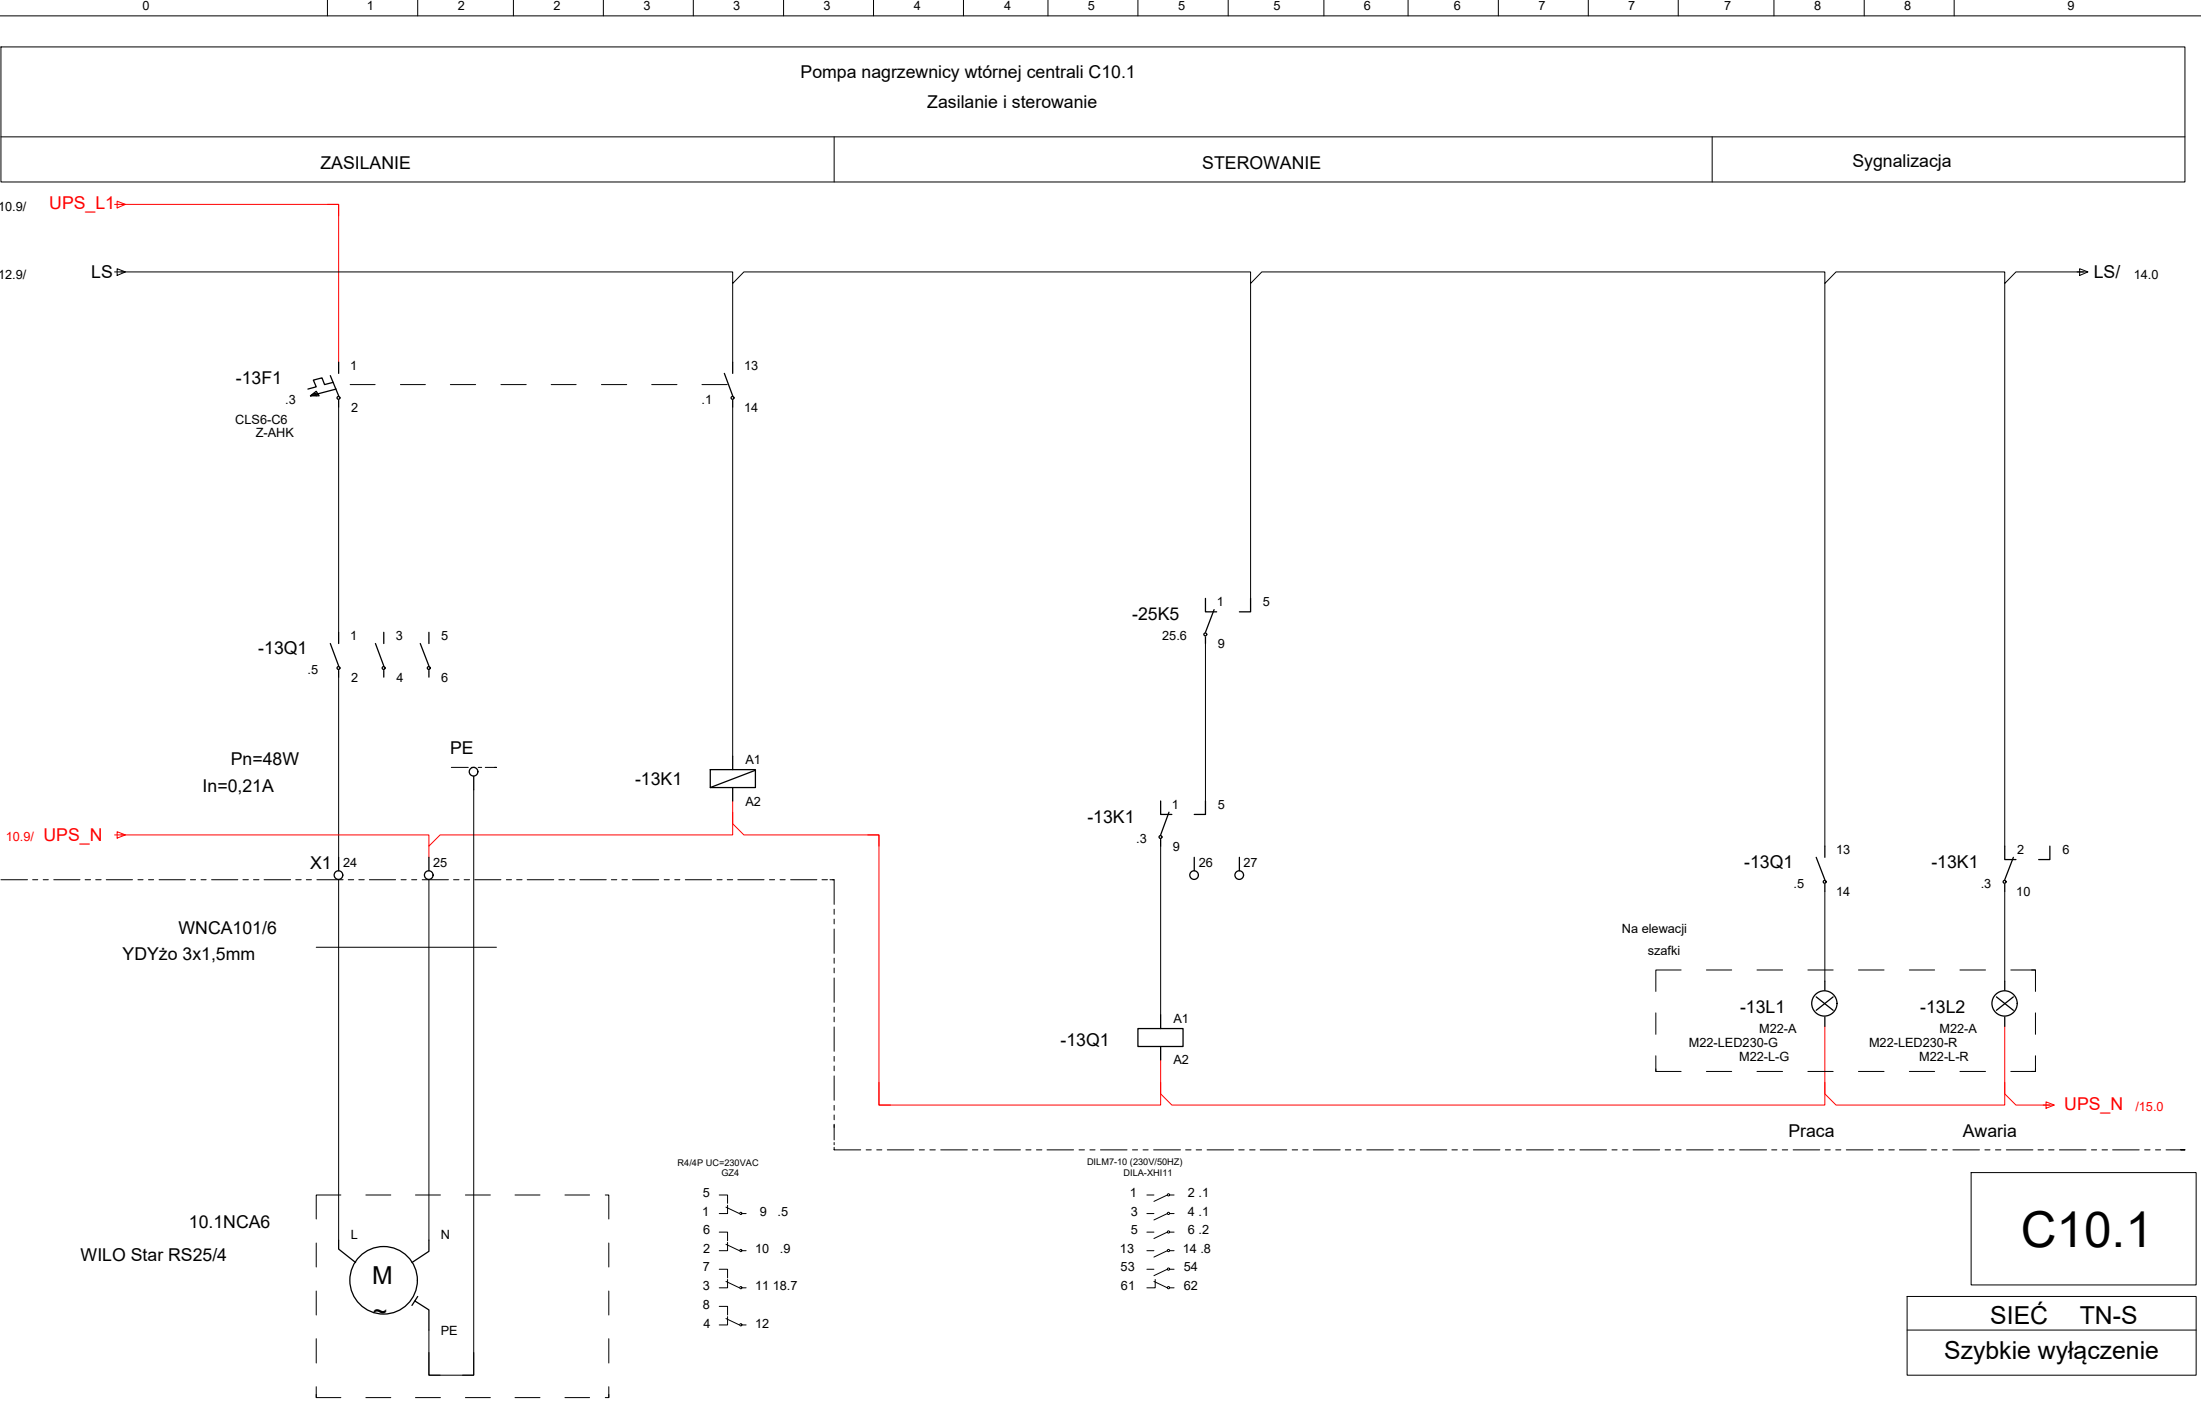 0 1 2 2 3 3 3 4 4 5 5 5 6 6 7 7 7 8 8 9
Pompa nagrzewnicy wtórnej centrali C10.1
Zasilanie i sterowanie
ZASILANIE STEROWANIE Sygnalizacja
10.9/ UPS_L1
12.9/ LS LS/ 14.0
-13F1 1 13
.3 2 .1 14
CLS6-C6
Z-AHK
-25K5 1 5
25.6 9
-13Q1 1 3 5
.5 2 4 6
PE
Pn=48W
In=0,21A
-13K1 A1
A2
-13K1 1 5
.3 9
10.9/ UPS_N
X1 24 25 26 27
-13Q1 13
.5 14
-13K1 2 6
.3 10
WNCA101/6
YDYżo 3x1,5mm
Na elewacji
szafki
-13L1
M22-A
M22-LED230-G
M22-L-G
-13L2
M22-A
M22-LED230-R
M22-L-R
-13Q1 A1
A2
UPS_N /15.0
Praca Awaria
R4/4P UC=230VAC
GZ4
5
1 9 .5
6
2 10 .9
7
3 11 18.7
8
4 12
DILM7-10 (230V/50HZ)
DILA-XHI11
1 2 .1
3 4 .1
5 6 .2
13 14 .8
53 54
61 62
10.1NCA6
WILO Star RS25/4
L N
M
~
PE
C10.1
SIEĆ TN-S
Szybkie wyłączenie